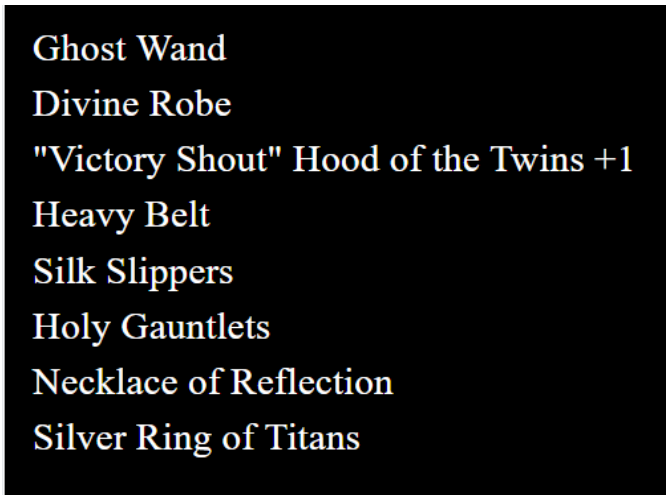 Ghost Wand
Divine Robe
"Victory Shout" Hood of the Twins +1
Heavy Belt
Silk Slippers
Holy Gauntlets
Necklace of Reflection
Silver Ring of Titans